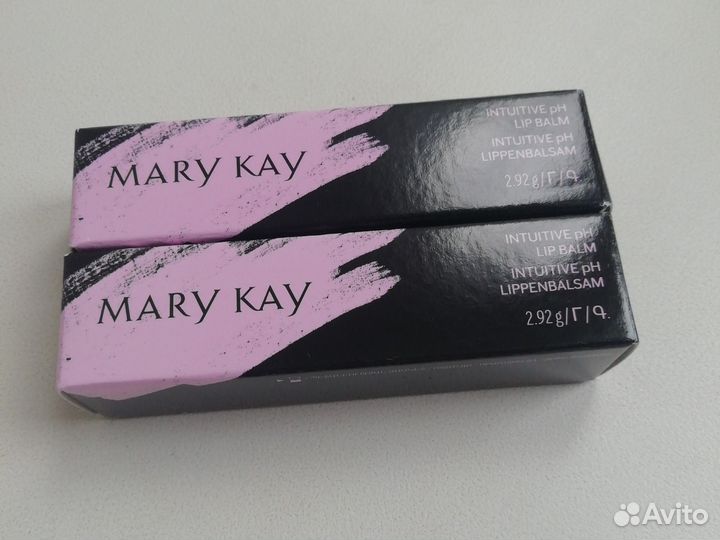 MARY KAY
INTUITIVE pH
LIP BALM
INTUITIVE pH
LIPPENBALSAM
2.92 g/Г/գ.
MARY KAY
INTUITIVE pH
LIP BALM
INTUITIVE pH
LIPPENBALSAM
2.92 g/Г/գ.
Avito